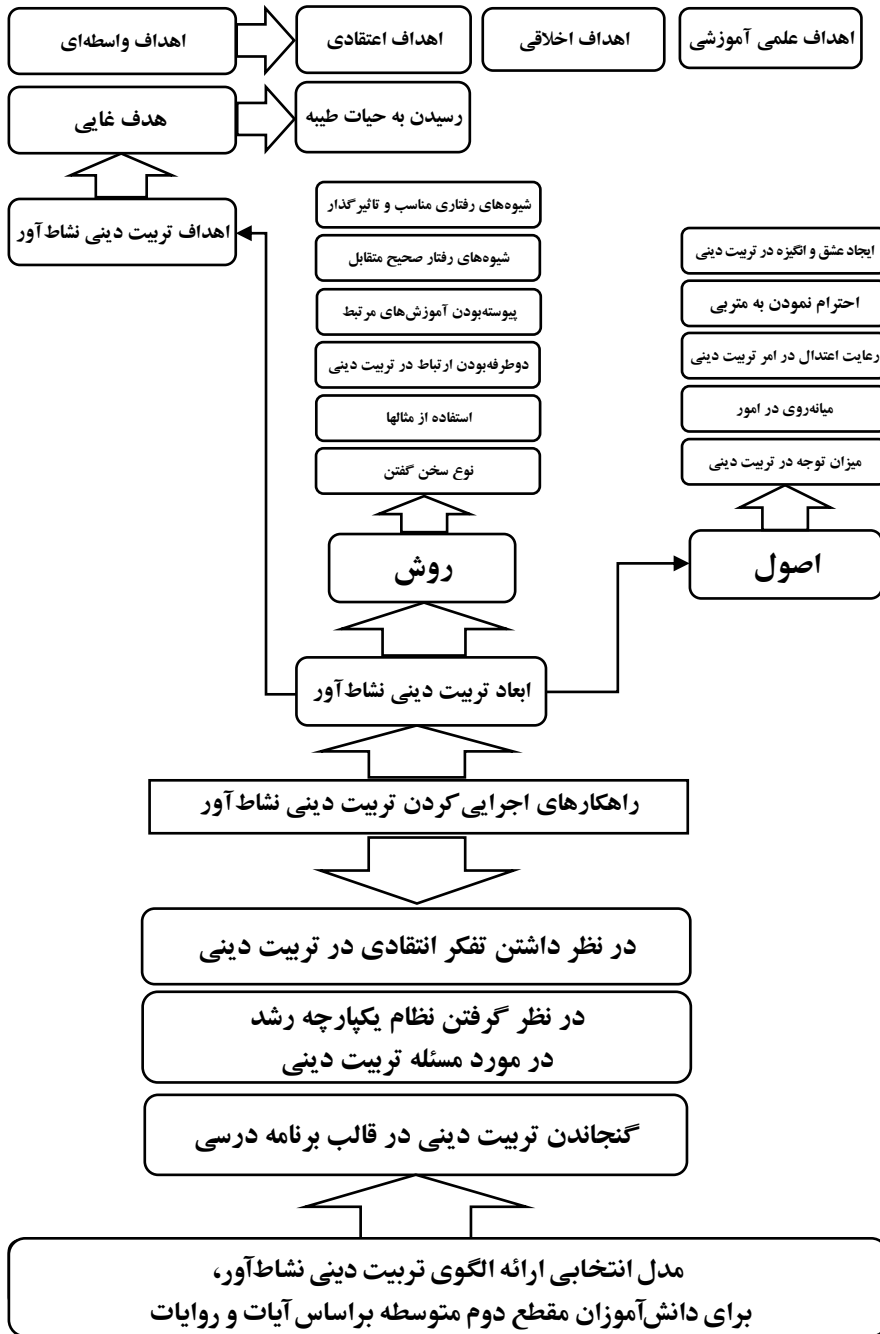 اهداف علمی آموزشی
اهداف اخلاقی
اهداف اعتقادی
اهداف واسطه‌ای
رسیدن به حیات طیبه
هدف غایی
اهداف تربیت دینی نشاط‌آور
ایجاد عشق و انگیزه در تربیت دینی
احترام نمودن به متربی
رعایت اعتدال در امر تربیت دینی
میانه‌روی در امور
میزان توجه در تربیت دینی
اصول
شیوه‌های رفتاری مناسب و تاثیرگذار
شیوه‌های رفتار صحیح متقابل
پیوسته‌بودن آموزش‌های مرتبط
دوطرفه‌بودن ارتباط در تربیت دینی
استفاده از مثالها
نوع سخن گفتن
روش
ابعاد تربیت دینی نشاط‌آور
راهکارهای اجرایی کردن تربیت دینی نشاط‌آور
در نظر داشتن تفکر انتقادی در تربیت دینی
در نظر گرفتن نظام یکپارچه رشد
در مورد مسئله تربیت دینی
گنجاندن تربیت دینی در قالب برنامه درسی
مدل انتخابی ارائه الگوی تربیت دینی نشاط‌آور،
برای دانش‌آموزان مقطع دوم متوسطه براساس آیات و روایات